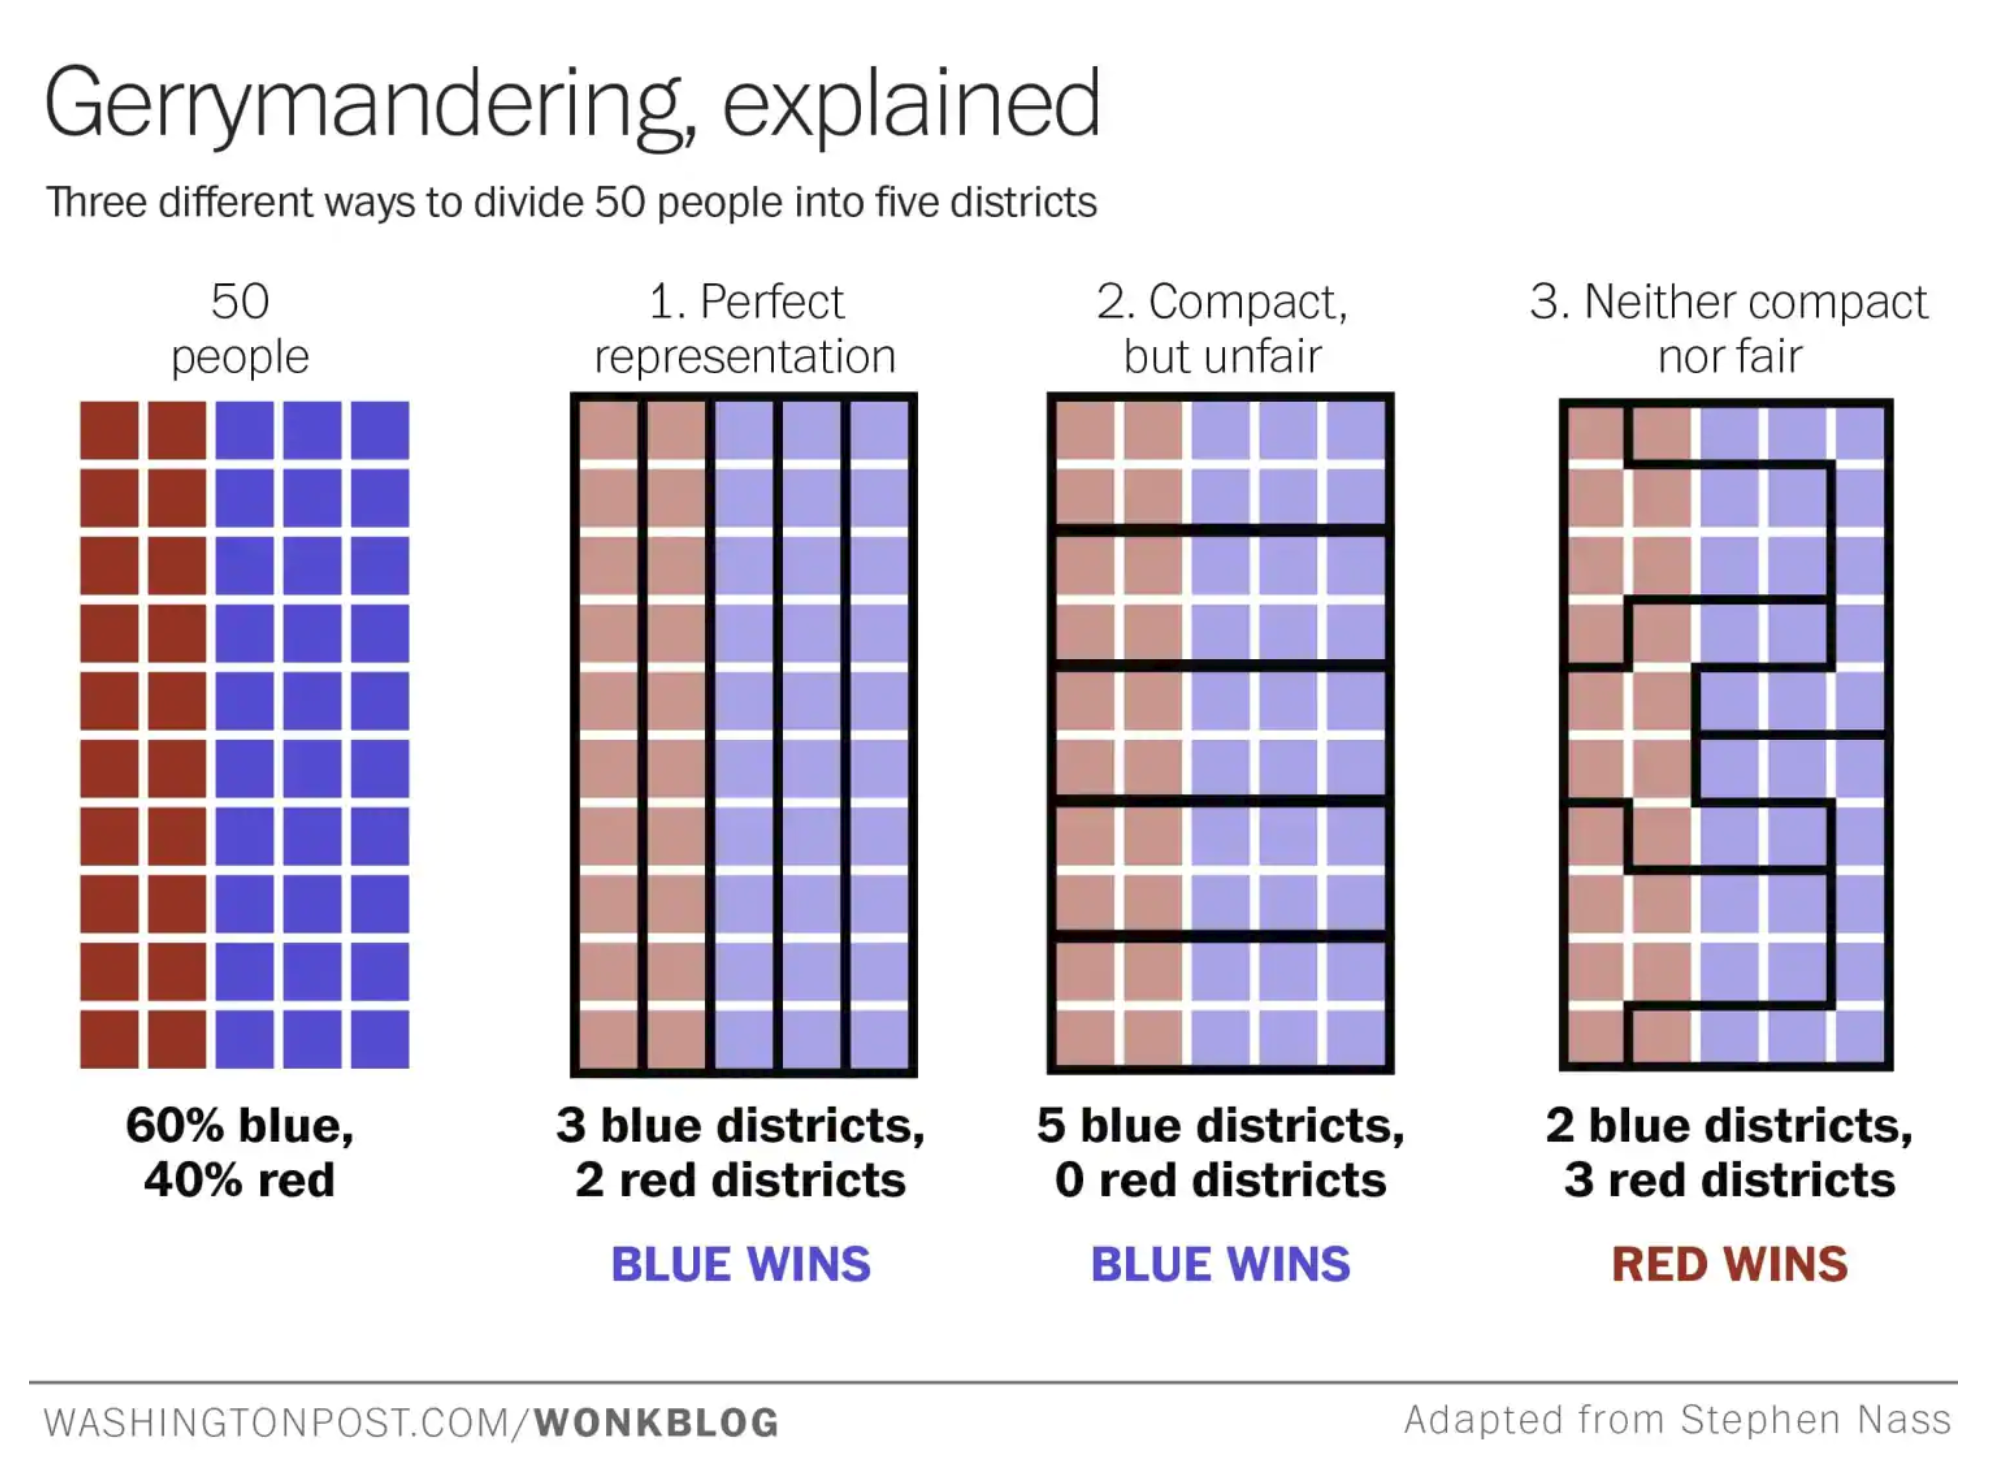 Gerrymandering, explained
Three different ways to divide 50 people into five districts
50
people
1. Perfect
representation
2. Compact,
but unfair
3. Neither compact
nor fair
60% blue,
40% red
3 blue districts,
2 red districts
BLUE WINS
5 blue districts,
0 red districts
BLUE WINS
2 blue districts,
3 red districts
RED WINS
WASHINGTONPOST.COM/WONKBLOG
Adapted from Stephen Nass